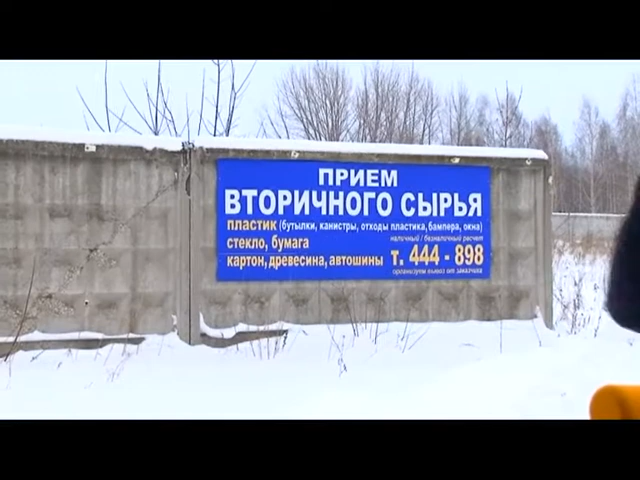 ПРИЕМ
ВТОРИЧНОГО СЫРЬЯ
пластик (бутылки, канистры, отходы пластика, бампера, окна)
стекло, бумага
наличный / безналичный расчет
картон, древесина, автошины
т. 444 - 898
организуем вывоз от заказчика